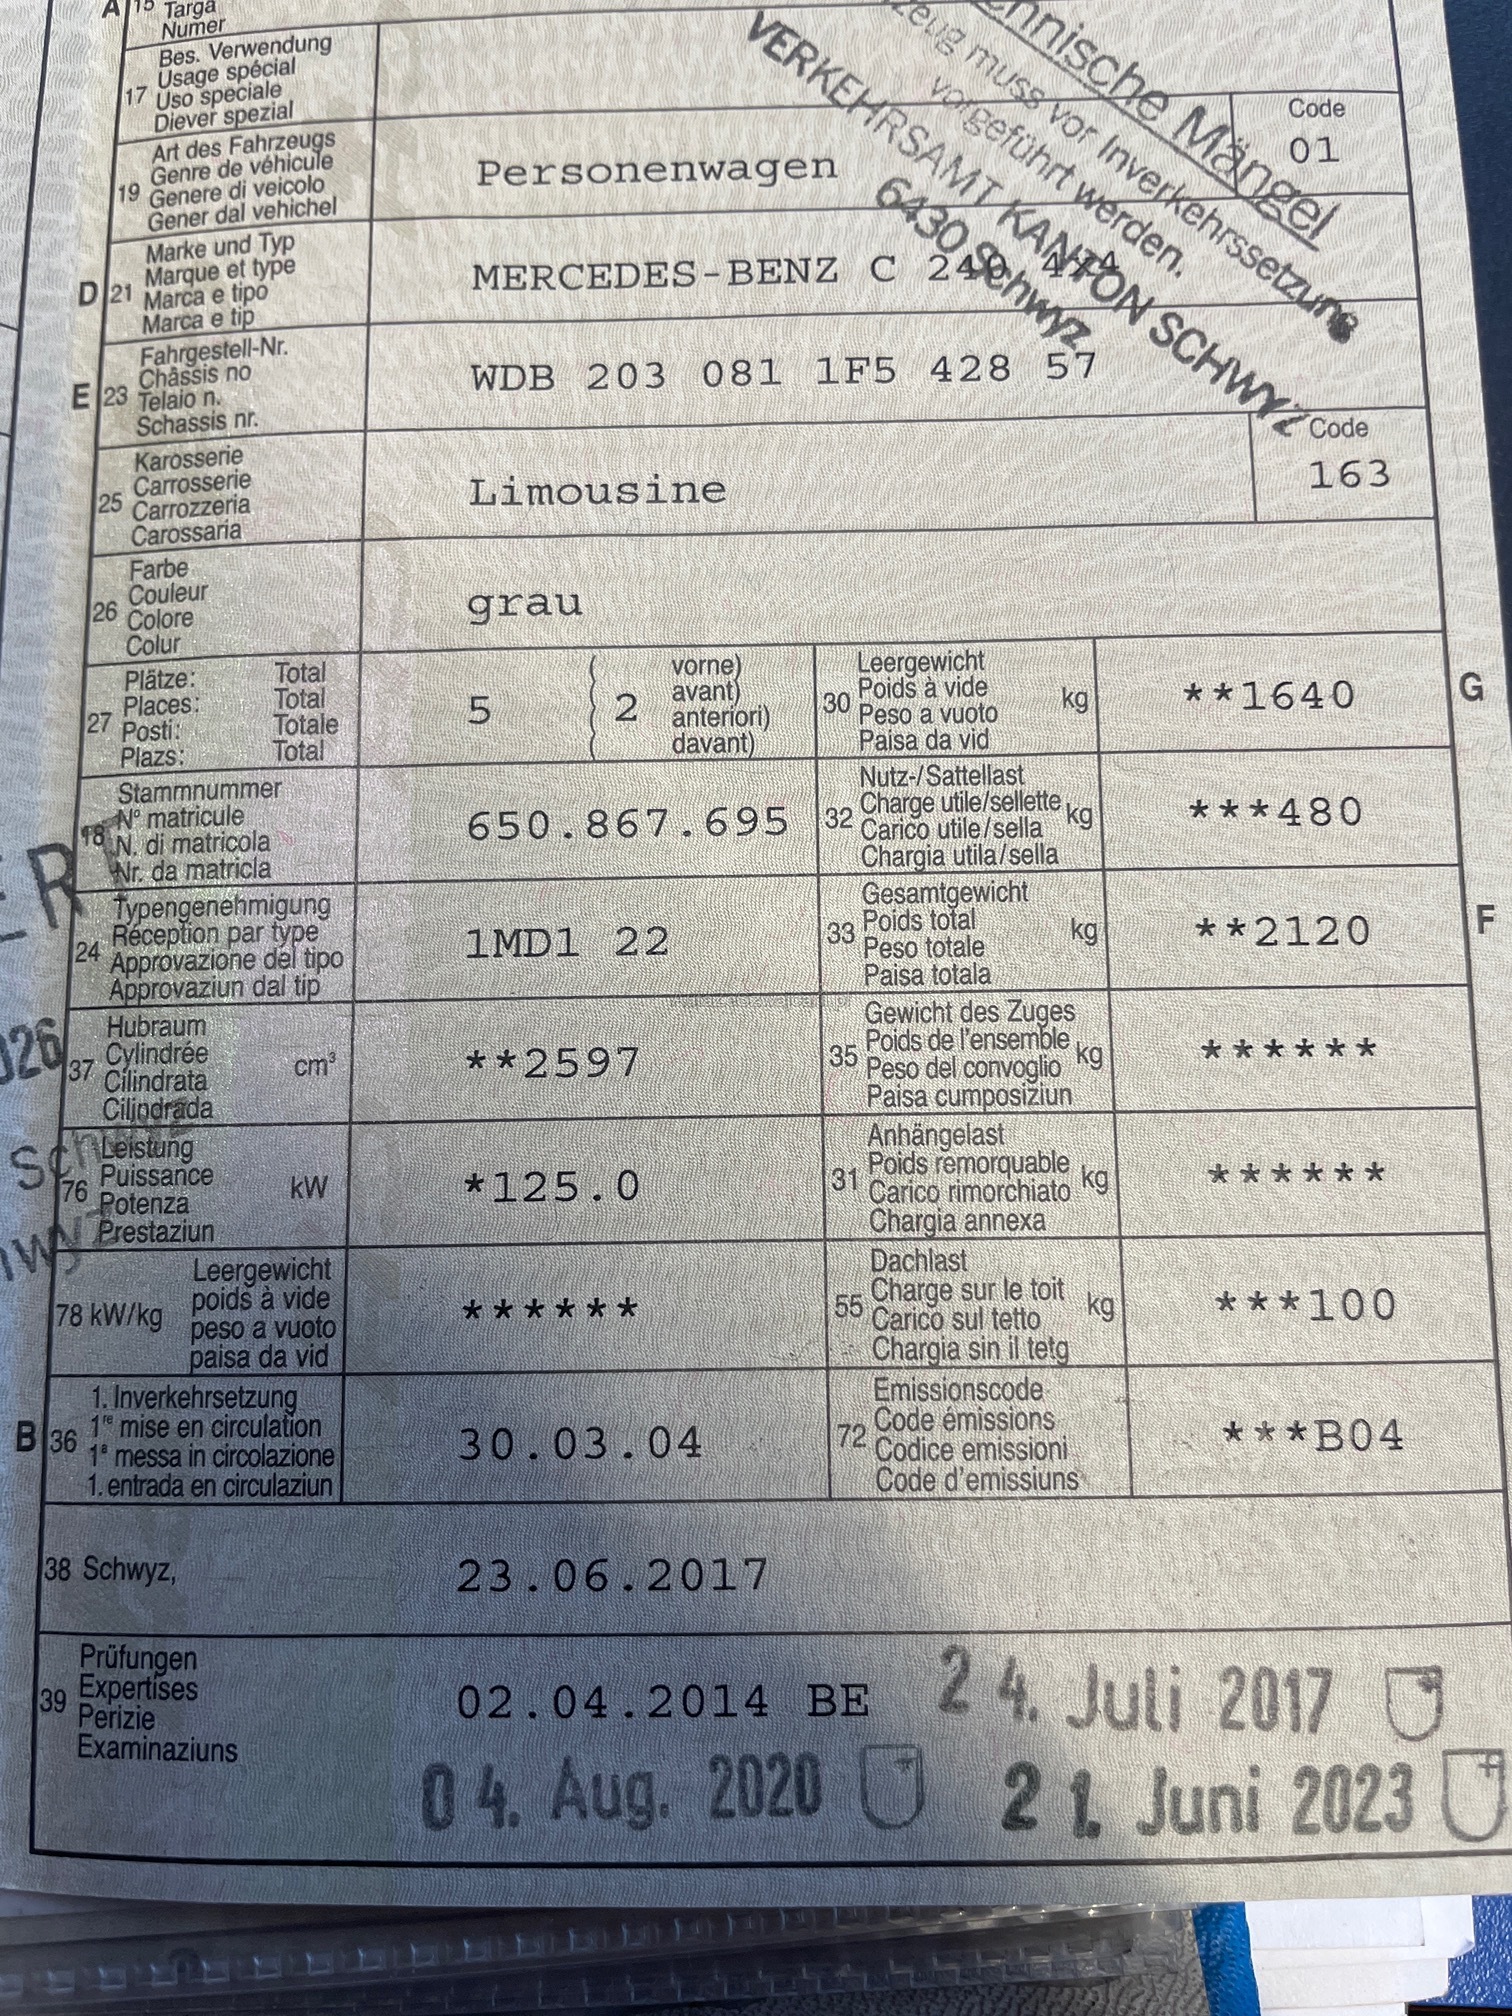 A 15 Targa
Numer
17 Bes. Verwendung
Usage spécial
Uso speciale
Diever spezial
19 Art des Fahrzeugs
Genre de véhicule
Genere di veicolo
Gener dal vehichel
Personenwagen
Code
01
D 21 Marke und Typ
Marque et type
Marca e tipo
Marca e tip
MERCEDES-BENZ C 240
E 23 Fahrgestell-Nr.
Châssis no
Telaio n.
Schassis nr.
WDB 203 081 1F5 428 57
Mängel
muss vor Inverkehrssetzung
vorgeführt werden.
VERKEHRSAMT KANTON SCHWYZ
6430 Schwyz
25 Karosserie
Carrosserie
Carrozzeria
Carossaria
Limousine
Code
163
26 Farbe
Couleur
Colore
Colur
grau
27 Plätze: Total
Places: Total
Posti: Totale
Plazs: Total
5 ( 2 vorne)
avant)
anteriori)
( davant)
30 Leergewicht
Poids à vide
Peso a vuoto
Paisa da vid
kg
**1640
G
18 Stammnummer
N° matricule
N. di matricola
Nr. da matricla
650.867.695
32 Nutz-/Sattellast
Charge utile/sellette
Carico utile/sella
Chargia utila/sella
kg
***480
24 Typengenehmigung
Réception par type
Approvazione del tipo
Approvaziun dal tip
1MD1 22
33 Gesamtgewicht
Poids total
Peso totale
Paisa totala
kg
**2120
F
37 Hubraum
Cylindrée
Cilindrata
Cilindrada
cm³
**2597
35 Gewicht des Zuges
Poids de l'ensemble
Peso del convoglio
Paisa cumposiziun
kg
******
76 Leistung
Puissance
Potenza
Prestaziun
kW
*125.0
31 Anhängelast
Poids remorquable
Carico rimorchiato
Chargia annexa
kg
******
78 kW/kg
Leergewicht
poids à vide
peso a vuoto
paisa da vid
******
55 Dachlast
Charge sur le toit
Carico sul tetto
Chargia sin il tetg
kg
***100
B 36 1. Inverkehrsetzung
1re mise en circulation
1a messa in circolazione
1. entrada en circulaziun
30.03.04
72 Emissionscode
Code émissions
Codice emissioni
Code d'emissiuns
***B04
38 Schwyz,
23.06.2017
39 Prüfungen
Expertises
Perizie
Examinaziuns
02.04.2014 BE 24. Juli 2017
04. Aug. 2020 21. Juni 2023